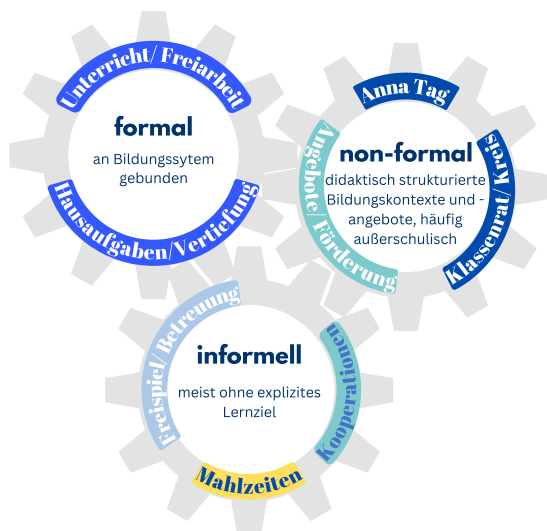 Unterricht/Freiarbeit
formal
an Bildungssytem
gebunden
Hausaufgaben/Vertiefung
Anna Tag
Angebote/Förderung
non-formal
didaktisch strukturierte
Bildungskontexte und -
angebote, häufig
außerschulisch
Klassenrat/Kreis
Freispiel/Betreuung
informell
meist ohne explizites
Lernziel
Kooperationen
Mahlzeiten